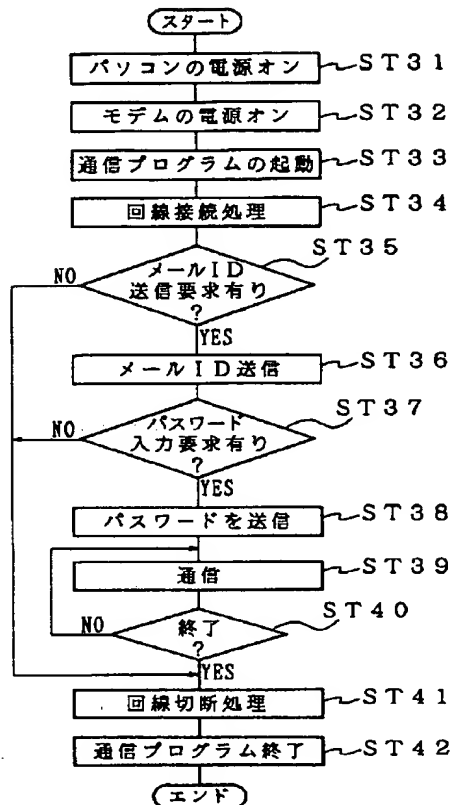 スタート
パソコンの電源オン ST31
モデムの電源オン ST32
通信プログラムの起動 ST33
回線接続処理 ST34
ST35
メールID
NO 送信要求有り
?
YES
メールID送信 ST36
ST37
パスワード
NO 入力要求有り
?
YES
パスワードを送信 ST38
通信 ST39
ST40
NO 終了
?
YES
回線切断処理 ST41
通信プログラム終了 ST42
エンド